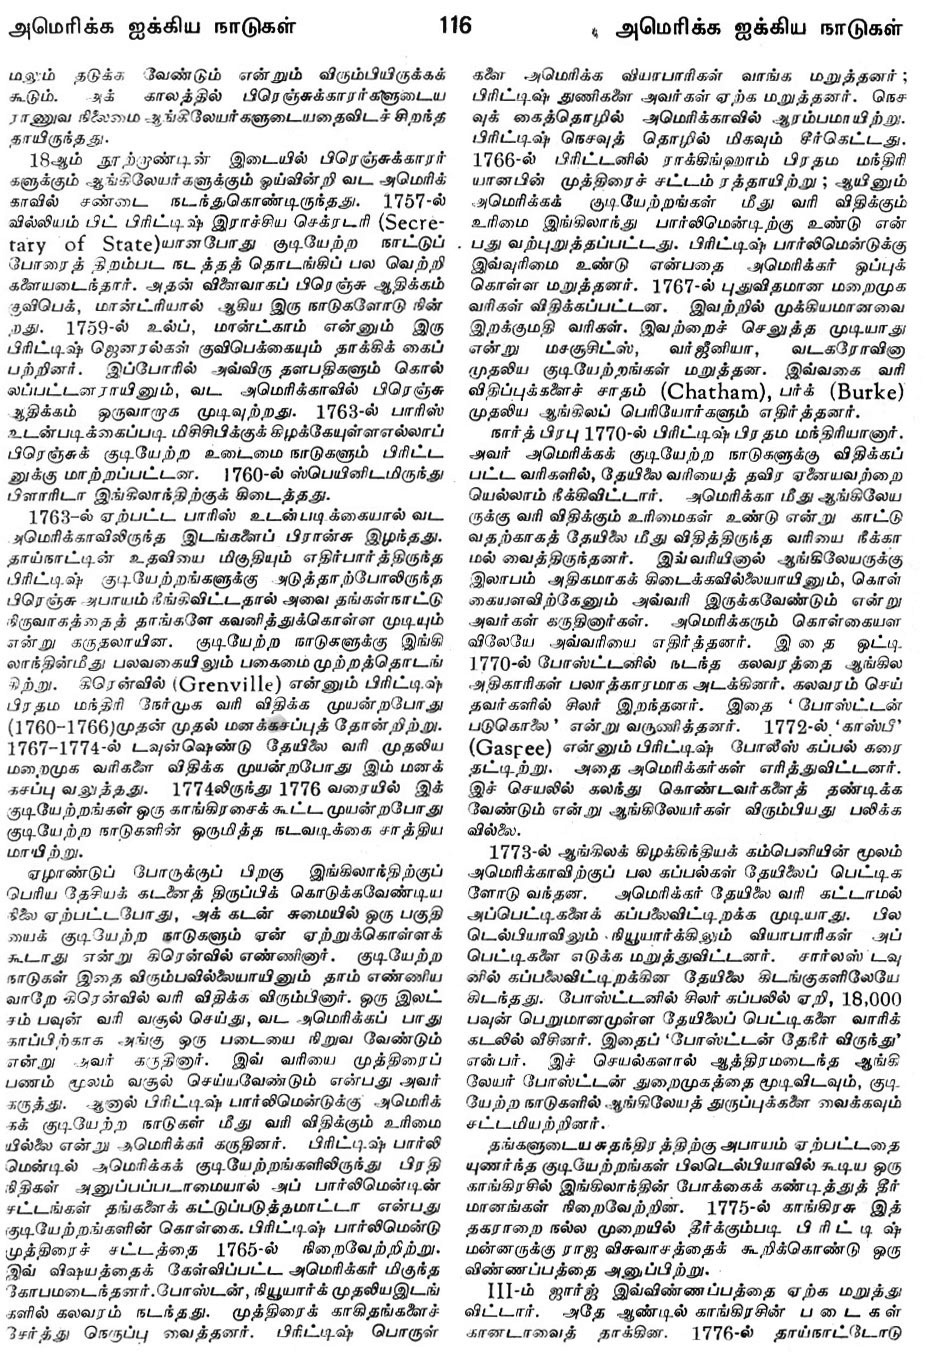 அமெரிக்க ஐக்கிய நாடுகள் 116 அமெரிக்க ஐக்கிய நாடுகள்
மலும் தடுக்க வேண்டும் என்றும் விரும்பியிருக்கக்
கூடும். அக் காலத்தில் பிரெஞ்சுக்காரர்களுடைய
ராணுவ நிலைமை ஆங்கிலேயர்களுடையதைவிடச் சிறந்த
தாயிருந்தது.
18ஆம் நூற்றாண்டின் இடையில் பிரெஞ்சுக்காரர்
களுக்கும் ஆங்கிலேயர்களுக்கும் ஓய்வின்றி வட அமெரிக்
காவில் சண்டை நடந்துகொண்டிருந்தது. 1757-ல்
வில்லியம் பிட் பிரிட்டிஷ் இராச்சிய செக்ரடரி (Secre-
tary of State)யானபோது குடியேற்ற நாட்டுப்
போரைத் திறம்பட நடத்தத் தொடங்கிப் பல வெற்றி
களையடைந்தார். அதன் விளைவாகப் பிரெஞ்சு ஆதிக்கம்
குவிபெக், மான்ட்ரியால் ஆகிய இரு நாடுகளோடு நின்
றது. 1759-ல் உல்ப், மான்ட்காம் என்னும் இரு
பிரிட்டிஷ் ஜெனரல்கள் குவிபெக்கையும் தாக்கிக் கைப்
பற்றினர். இப்போரில் அவ்விரு தளபதிகளும் கொல்
லப்பட்டனராயினும், வட அமெரிக்காவில் பிரெஞ்சு
ஆதிக்கம் ஒருவாறாக முடிவுற்றது. 1763-ல் பாரிஸ்
உடன்படிக்கைப்படி மிசிசிபிக்குக் கிழக்கேயுள்ளஎல்லாப்
பிரெஞ்சுக் குடியேற்ற உடைமை நாடுகளும் பிரிட்ட
னுக்கு மாற்றப்பட்டன. 1760-ல் ஸ்பெயினிடமிருந்து
பிளாரிடா இங்கிலாந்திற்குக் கிடைத்தது.
1763-ல் ஏற்பட்ட பாரிஸ் உடன்படிக்கையால் வட
அமெரிக்காவிலிருந்த இடங்களைப் பிரான்சு இழந்தது.
தாய்நாட்டின் உதவியை மிகுதியும் எதிர்பார்த்திருந்த
பிரிட்டிஷ் குடியேற்றங்களுக்கு அடுத்தாற்போலிருந்த
பிரெஞ்சு அபாயம் நீங்கிவிட்டதால் அவை தங்கள்நாட்டு
நிருவாகத்தைத் தாங்களே கவனித்துக்கொள்ள முடியும்
என்று கருதலாயின. குடியேற்ற நாடுகளுக்கு இங்கி
லாந்தின்மீது பலவகையிலும் பகைமை முற்றத்தொடங்
கிற்று. கிரென்வில் (Grenville) என்னும் பிரிட்டிஷ்
பிரதம மந்திரி நேர்முக வரி விதிக்க முயன்றபோது
(1760-1766)முதன் முதல் மனக்கசப்புத் தோன்றிற்று.
1767-1774-ல் டவுன்ஷெண்டு தேயிலை வரி முதலிய
மறைமுக வரிகளை விதிக்க முயன்றபோது இம் மனக்
கசப்பு வலுத்தது. 1774லிருந்து 1776 வரையில் இக்
குடியேற்றங்கள் ஒரு காங்கிரசைக் கூட்ட முயன்றபோது
குடியேற்ற நாடுகளின் ஒருமித்த நடவடிக்கை சாத்திய
மாயிற்று.
ஏழாண்டுப் போருக்குப் பிறகு இங்கிலாந்திற்குப்
பெரிய தேசியக் கடனைத் திருப்பிக் கொடுக்கவேண்டிய
நிலை ஏற்பட்டபோது, அக் கடன் சுமையில் ஒரு பகுதி
யைக் குடியேற்ற நாடுகளும் ஏன் ஏற்றுக்கொள்ளக்
கூடாது என்று கிரென்வில் எண்ணினார். குடியேற்ற
நாடுகள் இதை விரும்பவில்லையாயினும் தாம் எண்ணிய
வாறே கிரென்வில் வரி விதிக்க விரும்பினார். ஒரு இலட்
சம் பவுன் வரி வசூல் செய்து, வட அமெரிக்கப் பாது
காப்பிற்காக அங்கு ஒரு படையை நிறுவ வேண்டும்
என்று அவர் கருதினார். இவ் வரியை முத்திரைப்
பணம் மூலம் வசூல் செய்யவேண்டும் என்பது அவர்
கருத்து. ஆனால் பிரிட்டிஷ் பார்லிமென்டுக்கு அமெரிக்
கக் குடியேற்ற நாடுகள் மீது வரி விதிக்கும் உரிமை
யில்லை என்று அமெரிக்கர் கருதினர். பிரிட்டிஷ் பார்லி
மென்டில் அமெரிக்கக் குடியேற்றங்களிலிருந்து பிரதி
நிதிகள் அனுப்பப்படாமையால் அப் பார்லிமென்டின்
சட்டங்கள் தங்களைக் கட்டுப்படுத்தமாட்டா என்பது
குடியேற்றங்களின் கொள்கை. பிரிட்டிஷ் பார்லிமென்டு
முத்திரைச் சட்டத்தை 1765-ல் நிறைவேற்றிற்று.
இவ் விஷயத்தைக் கேள்விப்பட்ட அமெரிக்கர் மிகுந்த
கோபமடைந்தனர்.போஸ்டன், நியூயார்க் முதலியஇடங்
களில் கலவரம் நடந்தது. முத்திரைக் காகிதங்களைச்
சேர்த்து நெருப்பு வைத்தனர். பிரிட்டிஷ் பொருள்
களை அமெரிக்க வியாபாரிகள் வாங்க மறுத்தனர் ;
பிரிட்டிஷ் துணிகளை அவர்கள் ஏற்க மறுத்தனர். நெச
வுக் கைத்தொழில் அமெரிக்காவில் ஆரம்பமாயிற்று.
பிரிட்டிஷ் நெசவுத் தொழில் மிகவும் சீர்கெட்டது.
1766-ல் பிரிட்டனில் ராக்கிங்ஹாம் பிரதம மந்திரி
யானபின் முத்திரைச் சட்டம் ரத்தாயிற்று ; ஆயினும்
அமெரிக்கக் குடியேற்றங்கள் மீது வரி விதிக்கும்
உரிமை இங்கிலாந்து பார்லிமென்டிற்கு உண்டு என்
பது வற்புறுத்தப்பட்டது. பிரிட்டிஷ் பார்லிமென்டுக்கு
இவ்வுரிமை உண்டு என்பதை அமெரிக்கர் ஒப்புக்
கொள்ள மறுத்தனர். 1767-ல் புதுவிதமான மறைமுக
வரிகள் விதிக்கப்பட்டன. இவற்றில் முக்கியமானவை
இறக்குமதி வரிகள். இவற்றைச் செலுத்த முடியாது
என்று மசசூசிட்ஸ், வர்ஜீனியா, வடகரோவினா
முதலிய குடியேற்றங்கள் மறுத்தன. இவ்வகை வரி
விதிப்புக்களைச் சாதம் (Chatham), பர்க் (Burke)
முதலிய ஆங்கிலப் பெரியோர்களும் எதிர்த்தனர்.
நார்த் பிரபு 1770-ல் பிரிட்டிஷ் பிரதம மந்திரியானார்.
அவர் அமெரிக்கக் குடியேற்ற நாடுகளுக்கு விதிக்கப்
பட்ட வரிகளில், தேயிலை வரியைத் தவிர ஏனையவற்றை
யெல்லாம் நீக்கிவிட்டார். அமெரிக்கா மீது ஆங்கிலேய
ருக்கு வரி விதிக்கும் உரிமைகள் உண்டு என்று காட்டு
வதற்காகத் தேயிலை மீது விதித்திருந்த வரியை நீக்கா
மல் வைத்திருந்தனர். இவ்வரியினால் ஆங்கிலேயருக்கு
இலாபம் அதிகமாகக் கிடைக்கவில்லையாயினும், கொள்
கையளவிற்கேனும் அவ்வரி இருக்கவேண்டும் என்று
அவர்கள் கருதினார்கள். அமெரிக்கரும் கொள்கையள
விலேயே அவ்வரியை எதிர்த்தனர். இதை ஒட்டி
1770-ல் போஸ்ட்டனில் நடந்த கலவரத்தை ஆங்கில
அதிகாரிகள் பலாத்காரமாக அடக்கினர். கலவரம் செய்
தவர்களில் சிலர் இறந்தனர். இதை ‘ போஸ்ட்டன்
படுகொலை ’ என்று வருணித்தனர். 1772-ல் ‘காஸ்பீ’
(Gaspee) என்னும் பிரிட்டிஷ் போலீஸ் கப்பல் கரை
தட்டிற்று. அதை அமெரிக்கர்கள் எரித்துவிட்டனர்.
இச் செயலில் கலந்து கொண்டவர்களைத் தண்டிக்க
வேண்டும் என்று ஆங்கிலேயர்கள் விரும்பியது பலிக்க
வில்லை.
1773-ல் ஆங்கிலக் கிழக்கிந்தியக் கம்பெனியின் மூலம்
அமெரிக்காவிற்குப் பல கப்பல்கள் தேயிலைப் பெட்டிக
ளோடு வந்தன. அமெரிக்கர் தேயிலை வரி கட்டாமல்
அப்பெட்டிகளைக் கப்பலைவிட்டிறக்க முடியாது. பில
டெல்பியாவிலும் நியூயார்க்கிலும் வியாபாரிகள் அப்
பெட்டிகளை எடுக்க மறுத்துவிட்டனர். சார்லஸ் டவு
னில் கப்பலைவிட்டிறக்கின தேயிலை கிடங்குகளிலேயே
கிடந்தது. போஸ்ட்டனில் சிலர் கப்பலில் ஏறி, 18,000
பவுன் பெறுமானமுள்ள தேயிலைப் பெட்டிகளை வாரிக்
கடலில் வீசினர். இதைப் ‘போஸ்ட்டன் தேநீர் விருந்து’
என்பர். இச் செயல்களால் ஆத்திரமடைந்த ஆங்கி
லேயர் போஸ்ட்டன் துறைமுகத்தை மூடிவிடவும், குடி
யேற்ற நாடுகளில் ஆங்கிலேயத் துருப்புக்களை வைக்கவும்
சட்டமியற்றினர்.
தங்களுடைய சுதந்திரத்திற்கு அபாயம் ஏற்பட்டதை
யுணர்ந்த குடியேற்றங்கள் பிலடெல்பியாவில் கூடிய ஒரு
காங்கிரசில் இங்கிலாந்தின் போக்கைக் கண்டித்துத் தீர்
மானங்கள் நிறைவேற்றின. 1775-ல் காங்கிரசு இத்
தகராறை நல்ல முறையில் தீர்க்கும்படி பிரிட்டிஷ்
மன்னருக்கு ராஜ விசுவாசத்தைக் கூறிக்கொண்டு ஒரு
விண்ணப்பத்தை அனுப்பிற்று.
III-ம் ஜார்ஜ் இவ்விண்ணப்பத்தை ஏற்க மறுத்து
விட்டார். அதே ஆண்டில் காங்கிரசின் படைகள்
கானடாவைத் தாக்கின. 1776-ல் தாய்நாட்டோடு